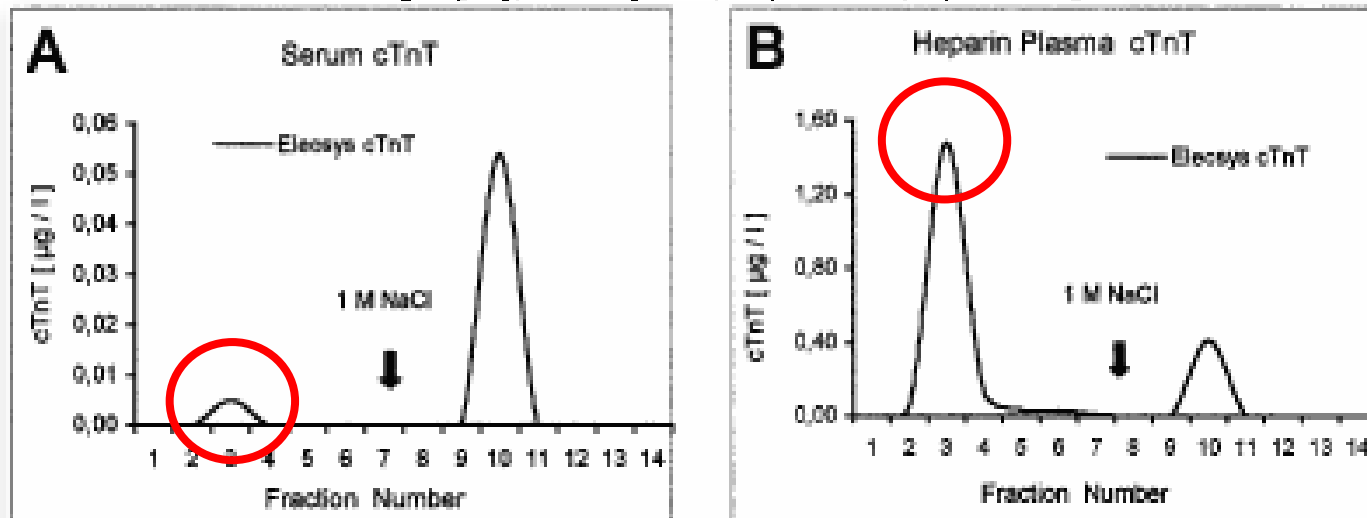 A
Serum cTnT
0,06
0,05
0,04
0,03
0,02
0,01
0,00
cTnT [ µg / l ]
Elecsys cTnT
1 M NaCl
1 2 3 4 5 6 7 8 9 10 11 12 13 14
Fraction Number
B
Heparin Plasma cTnT
1,60
1,20
0,80
0,40
0,00
cTnT [ µg / l ]
Elecsys cTnT
1 M NaCl
1 2 3 4 5 6 7 8 9 10 11 12 13 14
Fraction Number